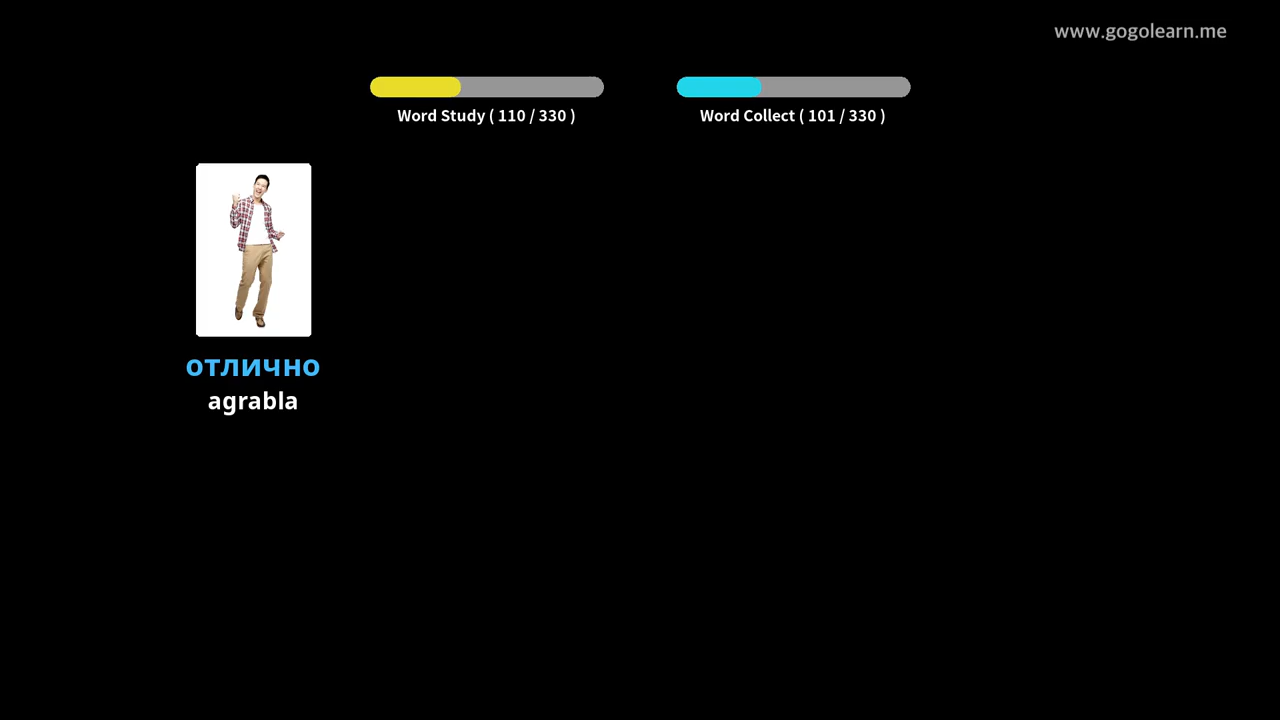 www.gogolearn.me
Word Study ( 110 / 330 )
Word Collect ( 101 / 330 )
отлично
agrabla